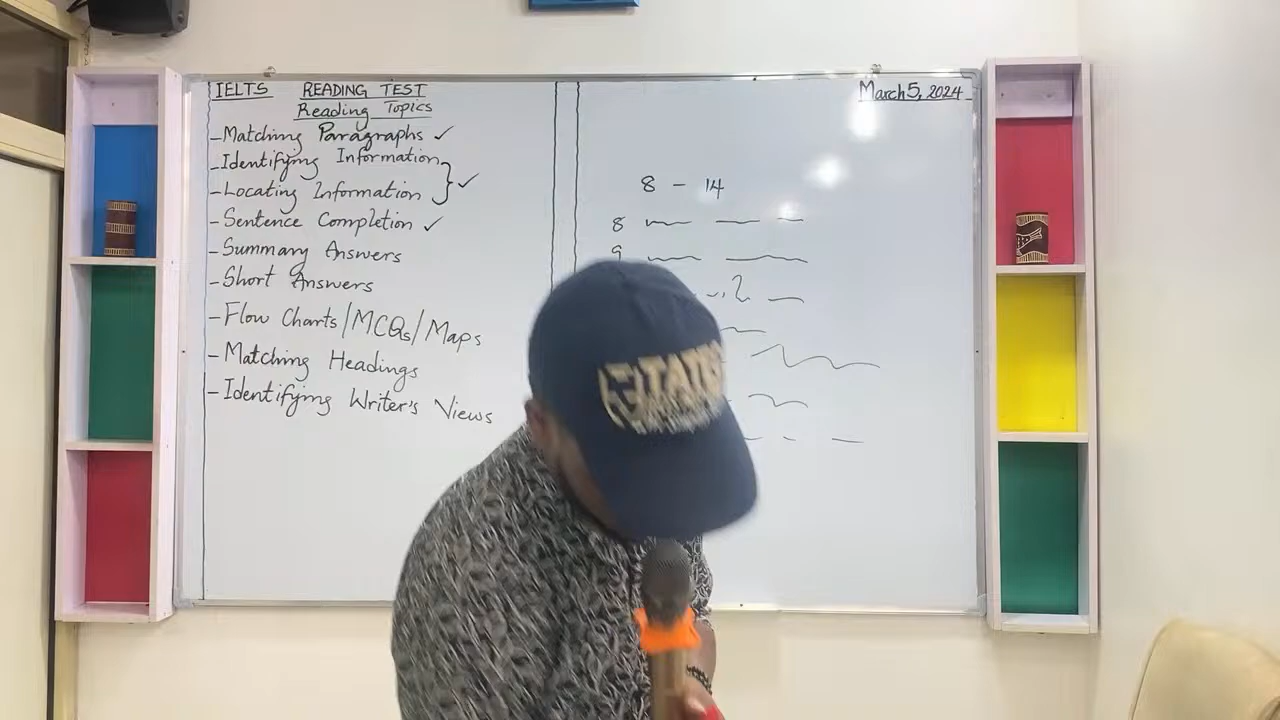 IELTS READING TEST
Reading Topics
- Matching Paragraphs ✓
- Identifying Information
- Locating Information ✓
- Sentence Completion ✓
- Summary Answers
- Short Answers
- Flow Charts/MCQs/Maps
- Matching Headings
- Identifying Writer's Views
March 5, 2024
8 - 14
8
9